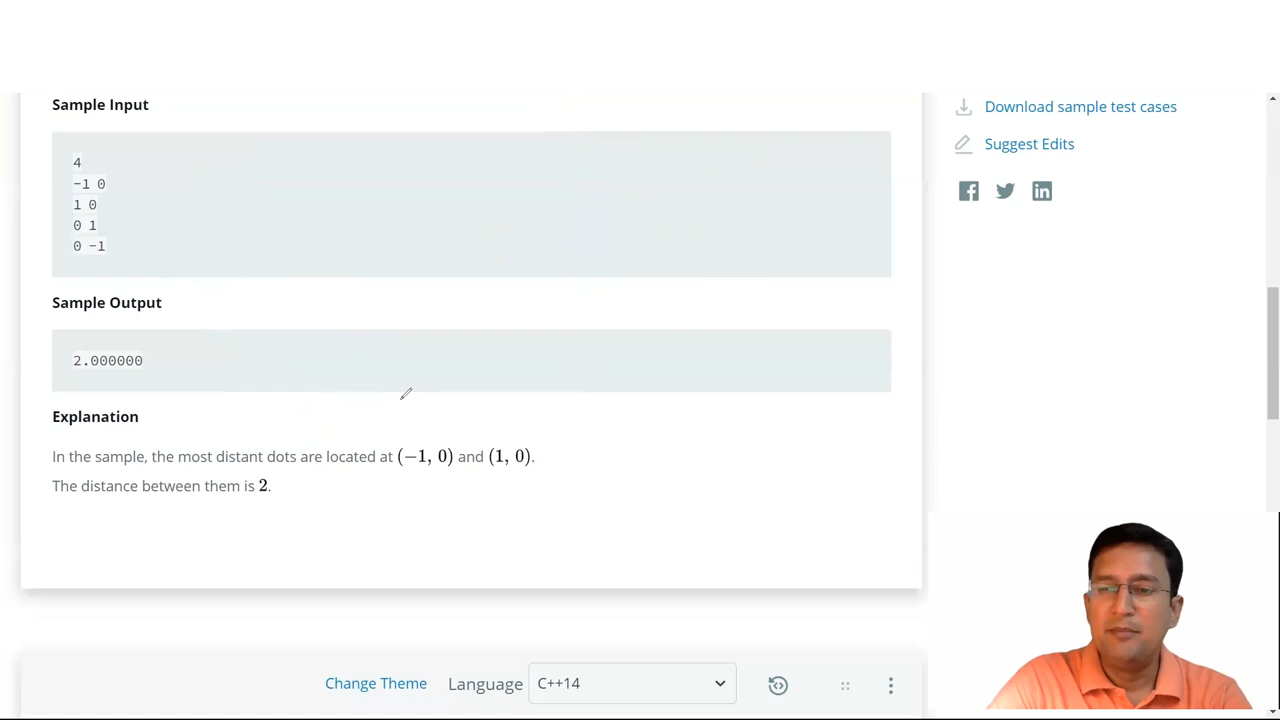 Sample Input
Download sample test cases
Suggest Edits
4
-1 0
1 0
0 1
0 -1
Sample Output
2.000000
Explanation
In the sample, the most distant dots are located at (−1, 0) and (1, 0).
The distance between them is 2.
Change Theme Language C++14